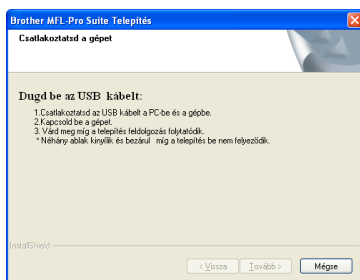 Brother MFL-Pro Suite Telepítés
Csatlakoztatsd a gépet
Dugd be az USB kábelt:
1.Csatlakoztatsd az USB kábelt a PC-be és a gépbe.
2.Kapcsold be a gépet.
3. Várd meg míg a telepítés feldolgozás folytatódik.
* Néhány ablak kinyílik és bezárul míg a telepítés be nem fejeződik.
InstallShield
< Vissza
Tovább >
Mégse